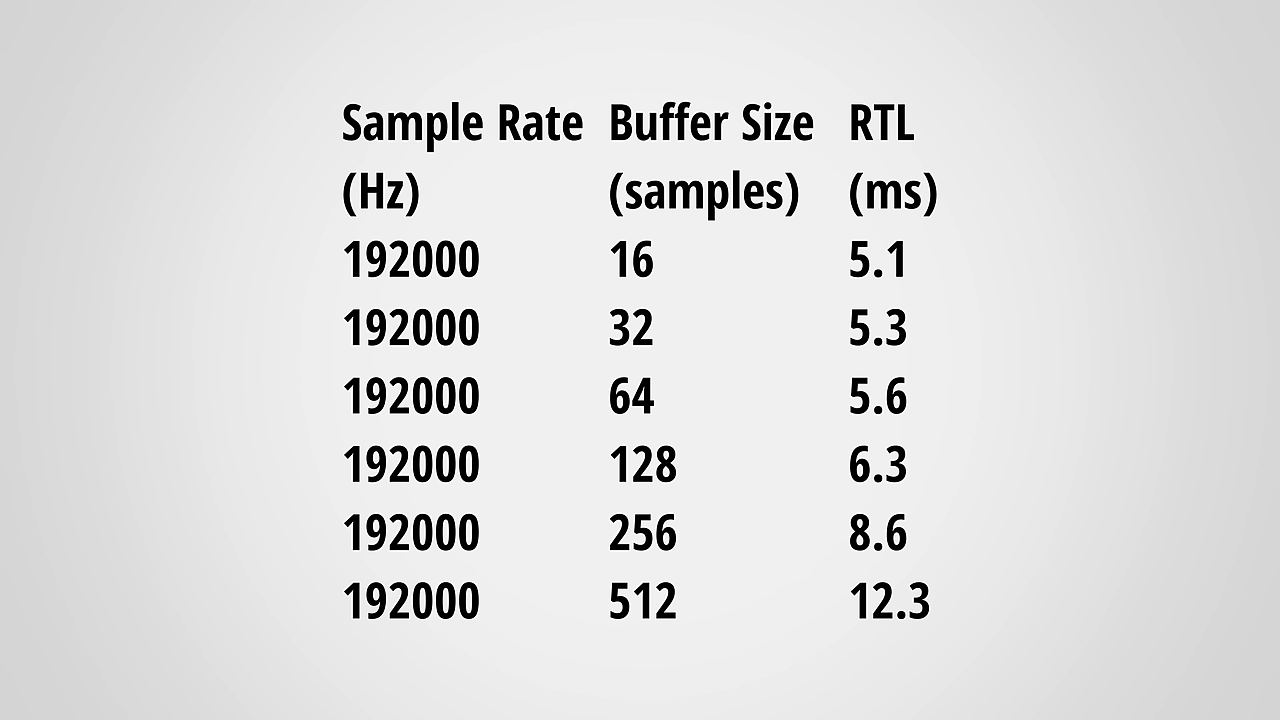 Sample Rate Buffer Size RTL
(Hz) (samples) (ms)
192000 16 5.1
192000 32 5.3
192000 64 5.6
192000 128 6.3
192000 256 8.6
192000 512 12.3